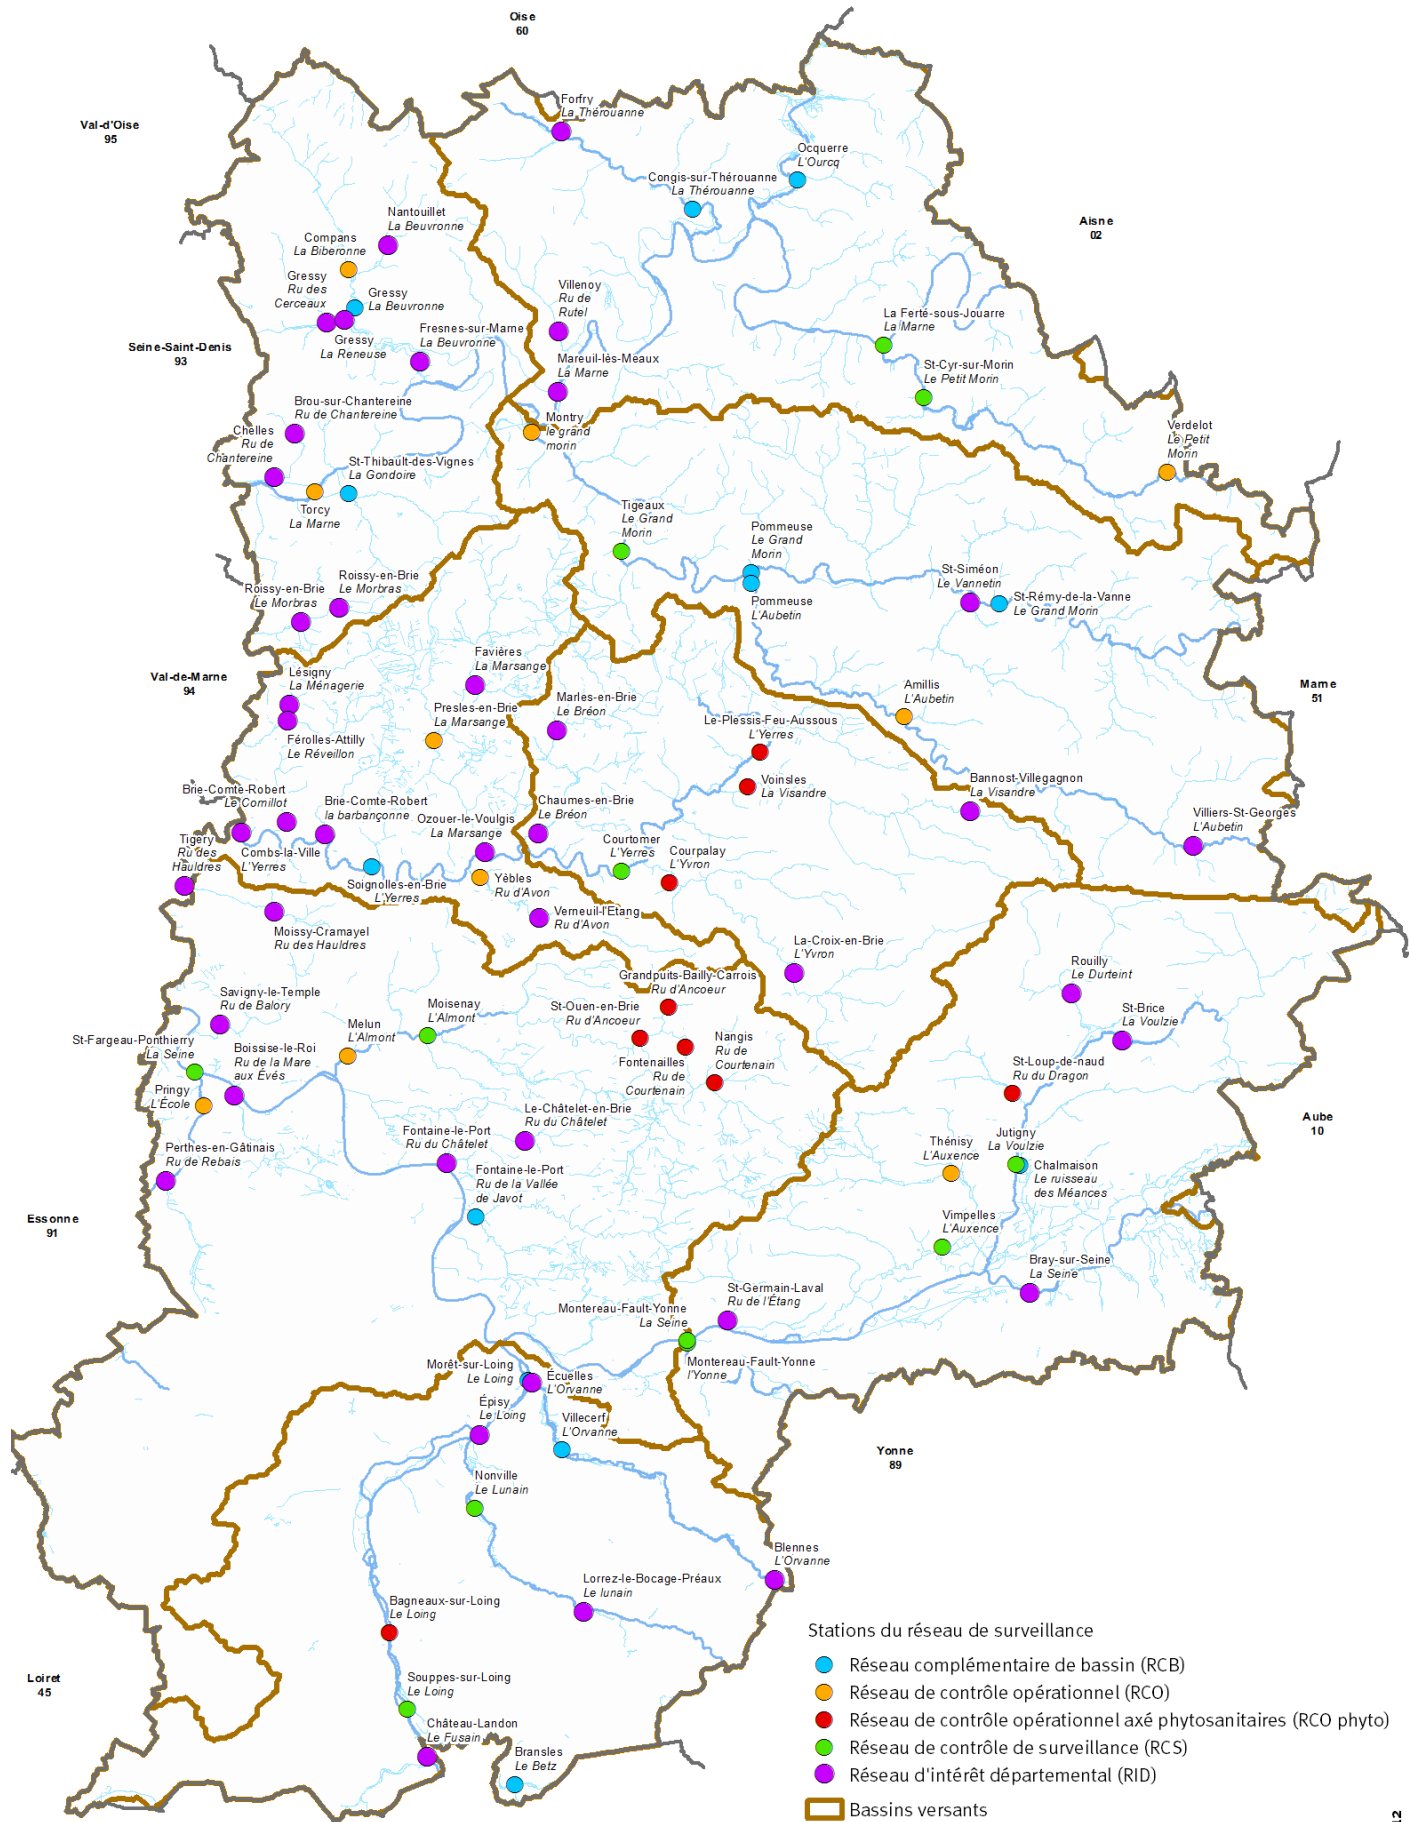 Oise
60
Val-d'Oise
95
Forfry
La Thérouanne
Ocquerre
L'Ourcq
Congis-sur-Thérouanne
La Thérouanne
Aisne
02
Nantouillet
La Beuvronne
Compans
La Biberonne
Gressy
Ru des
Cerceaux
Gressy
La Beuvronne
Gressy
La Reneuse
Fresnes-sur-Marne
La Beuvronne
Villenoy
Ru de
Rutel
La Ferté-sous-Jouarre
La Marne
Seine-Saint-Denis
93
Mareuil-lès-Meaux
La Marne
St-Cyr-sur-Morin
Le Petit Morin
Brou-sur-Chantereine
Ru de Chantereine
Montry
le grand
morin
Chelles
Ru de
Chantereine
Verdelot
Le Petit
Morin
St-Thibault-des-Vignes
La Gondoire
Torcy
La Marne
Tigeaux
Le Grand
Morin
Pommeuse
Le Grand
Morin
Pommeuse
L'Aubetin
St-Siméon
Le Vannetin
St-Rémy-de-la-Vanne
Le Grand Morin
Roissy-en-Brie
Le Morbras
Roissy-en-Brie
Le Morbras
Val-de-Marne
94
Lésigny
La Ménagerie
Favières
La Marsange
Marne
51
Amillis
L'Aubetin
Presles-en-Brie
La Marsange
Marles-en-Brie
Le Bréon
Le-Plessis-Feu-Aussous
L'Yerres
Férolles-Attilly
Le Réveillon
Voinsles
La Visandre
Bannost-Villegagnon
La Visandre
Brie-Comte-Robert
Le Cornillot
Brie-Comte-Robert
la barbançonne
Ozouer-le-Voulgis
La Marsange
Chaumes-en-Brie
Le Bréon
Villiers-St-Georges
L'Aubetin
Tigery
Ru des
Hauldres
Combs-la-Ville
L'Yerres
Courtomer
L'Yerres
Courpalay
L'Yvron
Soignolles-en-Brie
L'Yerres
Yèbles
Ru d'Avon
Verneuil-l'Etang
Ru d'Avon
Moissy-Cramayel
Ru des Hauldres
La-Croix-en-Brie
L'Yvron
Grandpuits-Bailly-Carrois
Ru d'Ancoeur
Rouilly
Le Durteint
Savigny-le-Temple
Ru de Balory
Moisenay
L'Almont
St-Ouen-en-Brie
Ru d'Ancoeur
St-Brice
La Voulzie
Melun
L'Almont
St-Fargeau-Ponthierry
La Seine
Boissise-le-Roi
Ru de la Mare
aux Évés
Nangis
Ru de
Courtenain
Fontenailles
Ru de
Courtenain
St-Loup-de-naud
Ru du Dragon
Pringy
L'École
Le-Châtelet-en-Brie
Ru du Châtelet
Aube
10
Perthes-en-Gâtinais
Ru de Rebais
Fontaine-le-Port
Ru du Châtelet
Thénisy
L'Auxence
Jutigny
La Voulzie
Chalmaison
Le ruisseau
des Méances
Fontaine-le-Port
Ru de la Vallée
de Javot
Essonne
91
Vimpelles
L'Auxence
Bray-sur-Seine
La Seine
St-Germain-Laval
Ru de l'Étang
Montereau-Fault-Yonne
La Seine
Montereau-Fault-Yonne
l'Yonne
Morêt-sur-Loing
Le Loing
Écuelles
L'Orvanne
Épisy
Le Loing
Villecerf
L'Orvanne
Yonne
89
Nonville
Le Lunain
Blennes
L'Orvanne
Lorrez-le-Bocage-Préaux
Le lunain
Bagneaux-sur-Loing
Le Loing
Loiret
45
Souppes-sur-Loing
Le Loing
Château-Landon
Le Fusain
Bransles
Le Betz
Stations du réseau de surveillance
Réseau complémentaire de bassin (RCB)
Réseau de contrôle opérationnel (RCO)
Réseau de contrôle opérationnel axé phytosanitaires (RCO phyto)
Réseau de contrôle de surveillance (RCS)
Réseau d'intérêt départemental (RID)
Bassins versants